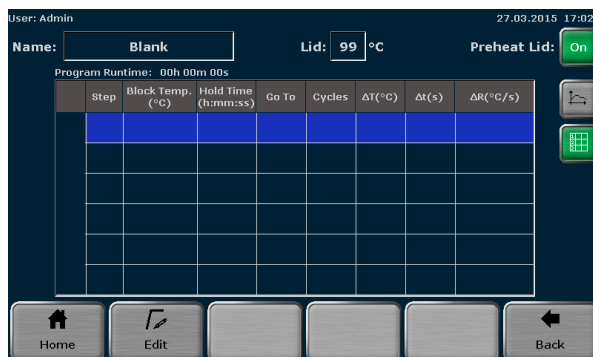 User: Admin 27.03.2015 17:02
Name: Blank Lid: 99 °C Preheat Lid: On
Program Runtime: 00h 00m 00s
Step Block Temp. (°C) Hold Time (h:mm:ss) Go To Cycles ΔT(°C) Δt(s) ΔR(°C/s)
Home Edit Back